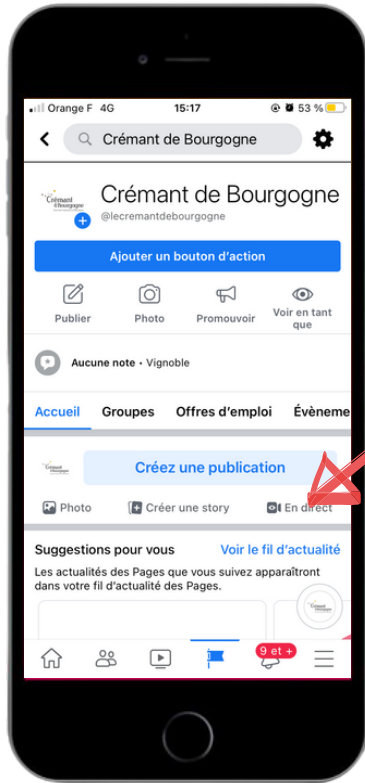 Orange F 4G 15:17 53 %
Crémant de Bourgogne
Crémant
de Bourgogne
Crémant de Bourgogne
@lecremantdebourgogne
Ajouter un bouton d'action
Publier Photo Promouvoir Voir en tant que
Aucune note · Vignoble
Accueil Groupes Offres d'emploi Évèneme
Créez une publication
Photo Créer une story En direct
Suggestions pour vous Voir le fil d'actualité
Les actualités des Pages que vous suivez apparaîtront
dans votre fil d'actualité des Pages.
9 et +